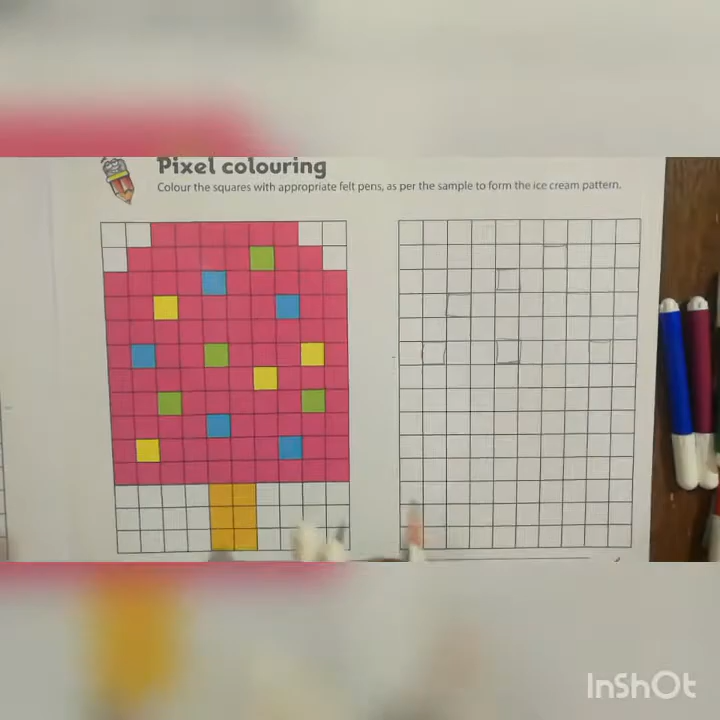 Pixel colouring
Colour the squares with appropriate felt pens, as per the sample to form the ice cream pattern.
InShOt